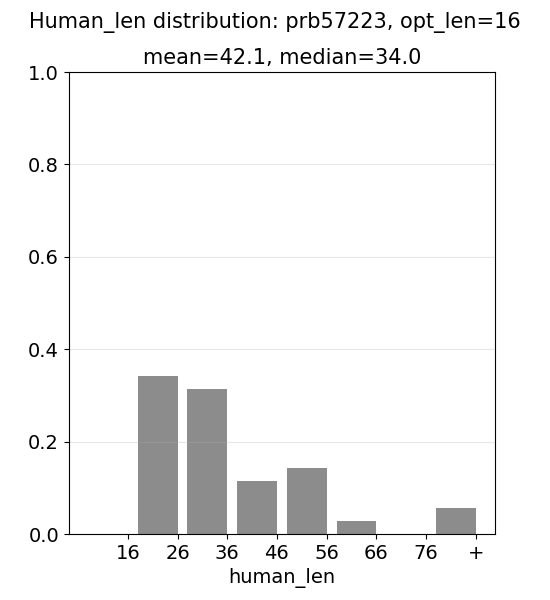 Human_len distribution: prb57223, opt_len=16
mean=42.1, median=34.0
1.0
0.8
0.6
0.4
0.2
0.0
16 26 36 46 56 66 76 +
human_len